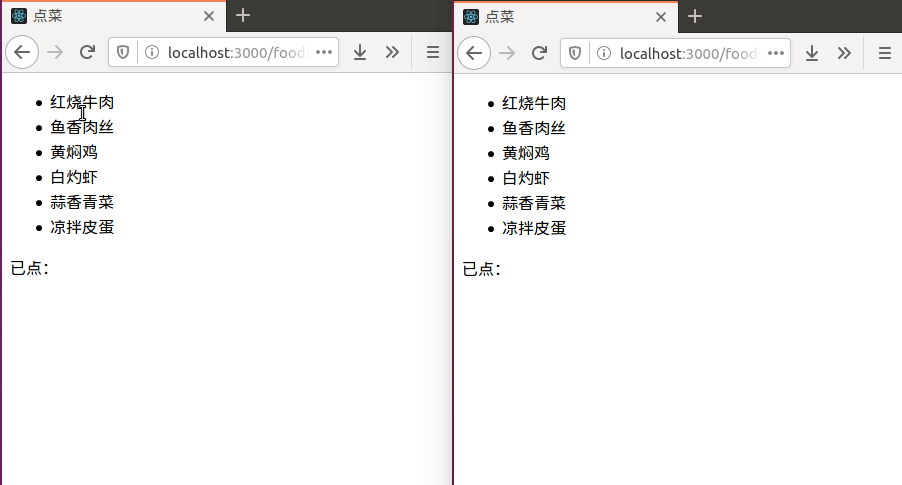 点菜
localhost:3000/food
红烧牛肉
鱼香肉丝
黄焖鸡
白灼虾
蒜香青菜
凉拌皮蛋
已点：
点菜
localhost:3000/food
红烧牛肉
鱼香肉丝
黄焖鸡
白灼虾
蒜香青菜
凉拌皮蛋
已点：